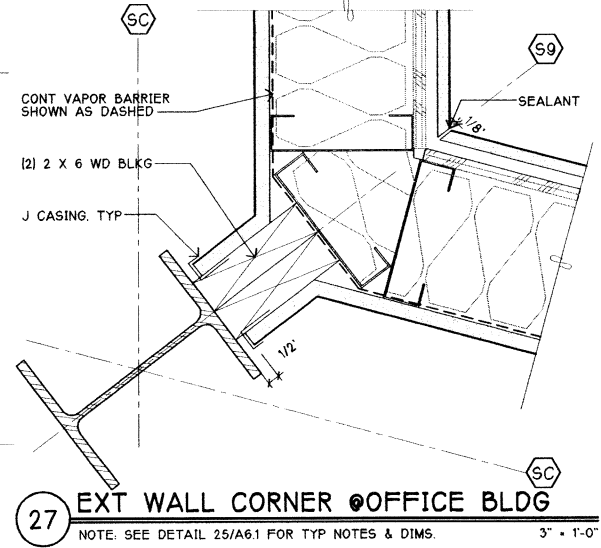 SC
S9
CONT VAPOR BARRIER
SHOWN AS DASHED
SEALANT
1/8"
(2) 2 X 6 WD BLKG
J CASING, TYP
1/2"
SC
27
EXT WALL CORNER @OFFICE BLDG
NOTE: SEE DETAIL 25/A6.1 FOR TYP NOTES & DIMS.
3" = 1'-0"